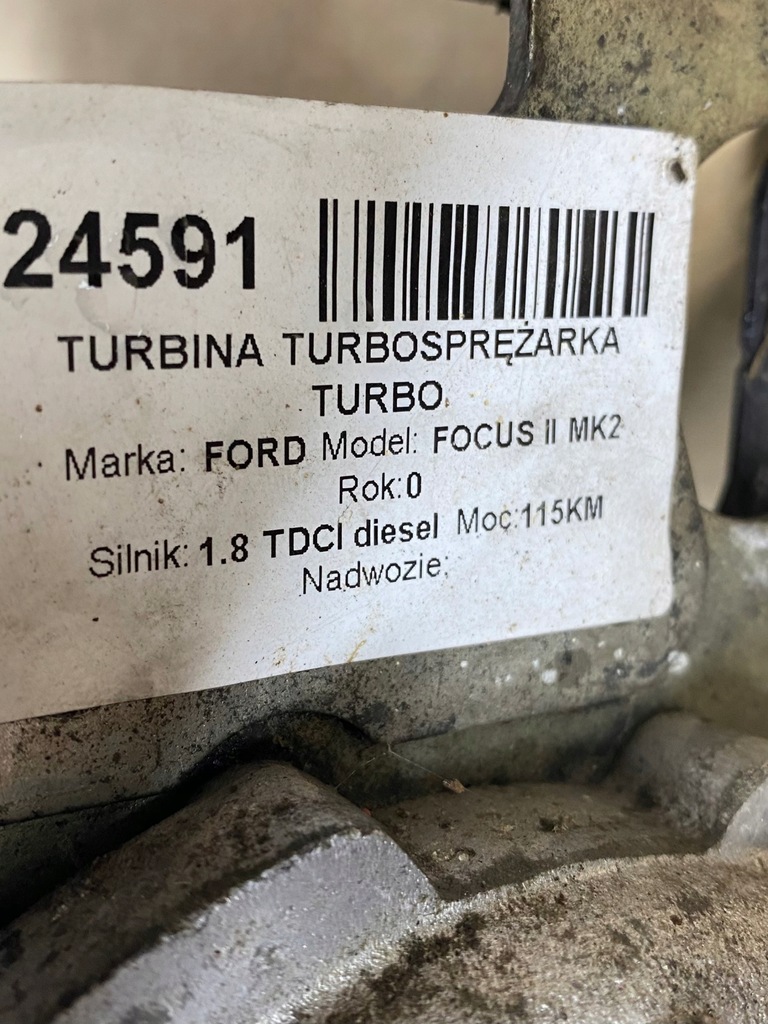 24591
TURBINA TURBOSPRĘŻARKA
TURBO
Marka: FORD Model: FOCUS II MK2
Rok:0
Silnik: 1.8 TDCI diesel Moc:115KM
Nadwozie: